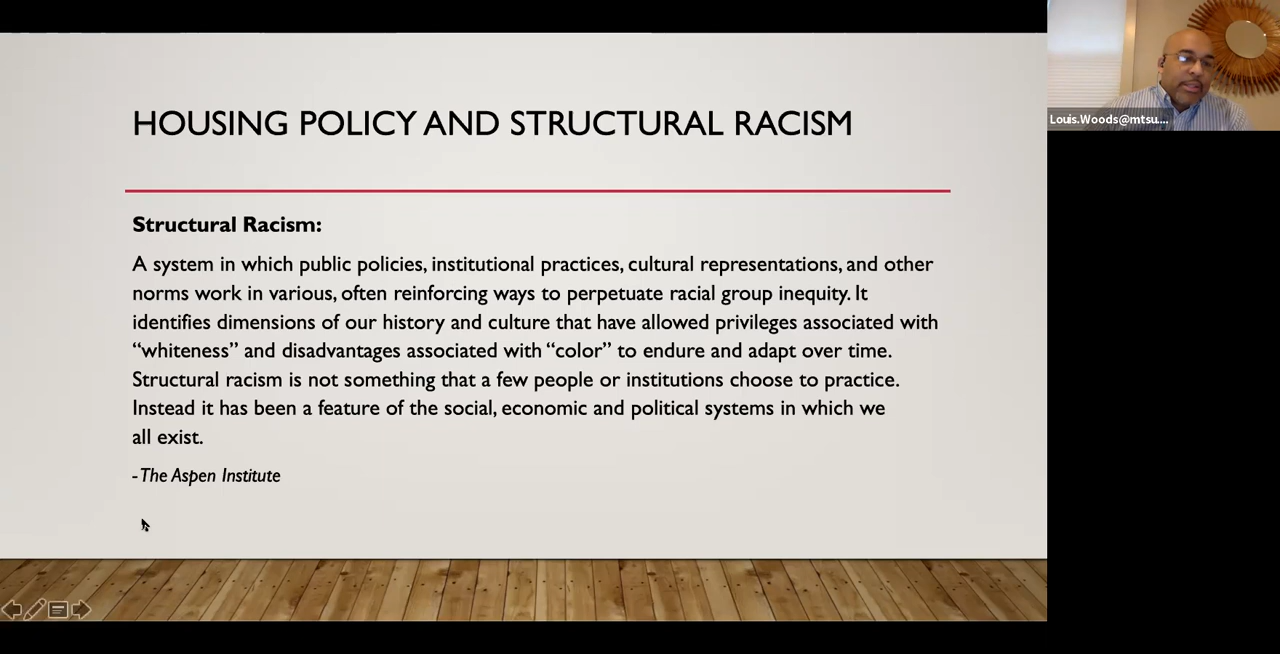 HOUSING POLICY AND STRUCTURAL RACISM
Structural Racism:
A system in which public policies, institutional practices, cultural representations, and other
norms work in various, often reinforcing ways to perpetuate racial group inequity. It
identifies dimensions of our history and culture that have allowed privileges associated with
“whiteness” and disadvantages associated with “color” to endure and adapt over time.
Structural racism is not something that a few people or institutions choose to practice.
Instead it has been a feature of the social, economic and political systems in which we
all exist.
-The Aspen Institute
Louis.Woods@mtsu....